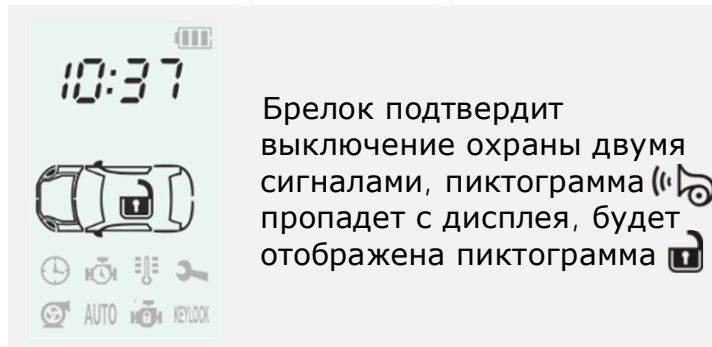 10:37
Брелок подтвердит
выключение охраны двумя
сигналами, пиктограмма
пропадет с дисплея, будет
отображена пиктограмма
AUTO KEYLOCK